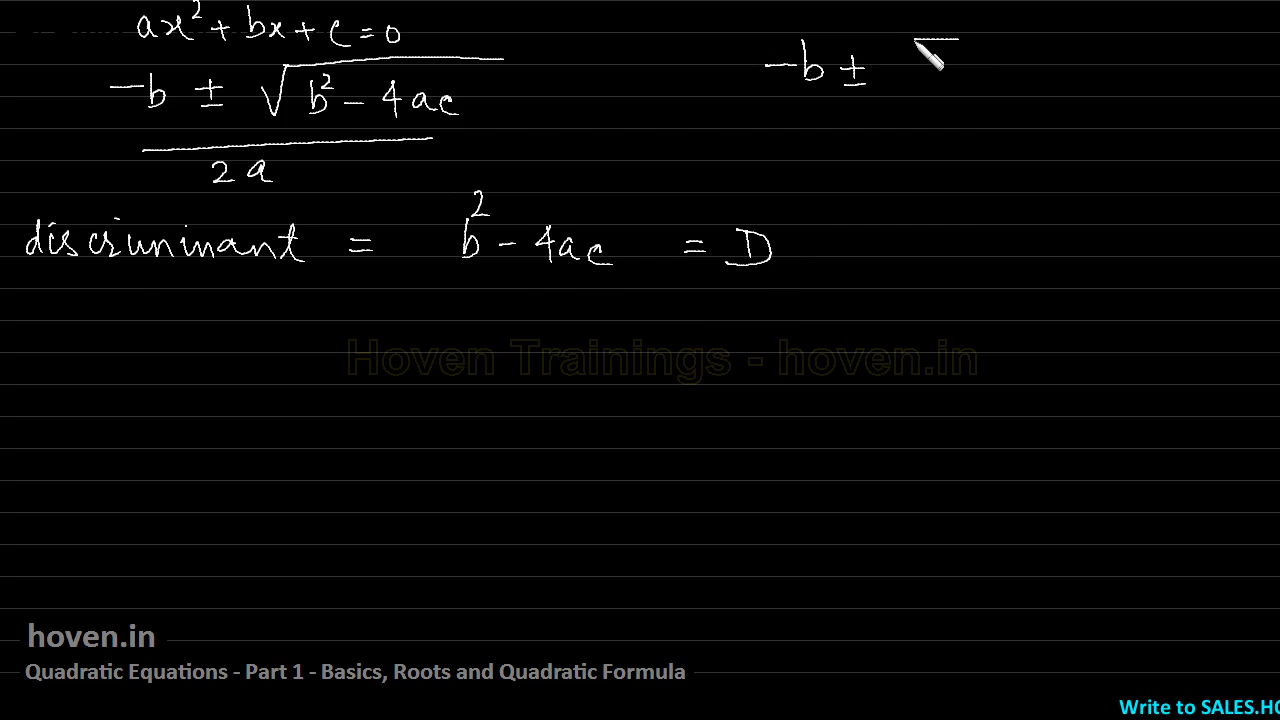 ax² + bx + c = 0
-b ± √b² - 4ac
2a
-b ±
discriminant = b² - 4ac = D
Hoven Trainings - hoven.in
hoven.in
Quadratic Equations - Part 1 - Basics, Roots and Quadratic Formula
Write to SALES.HO